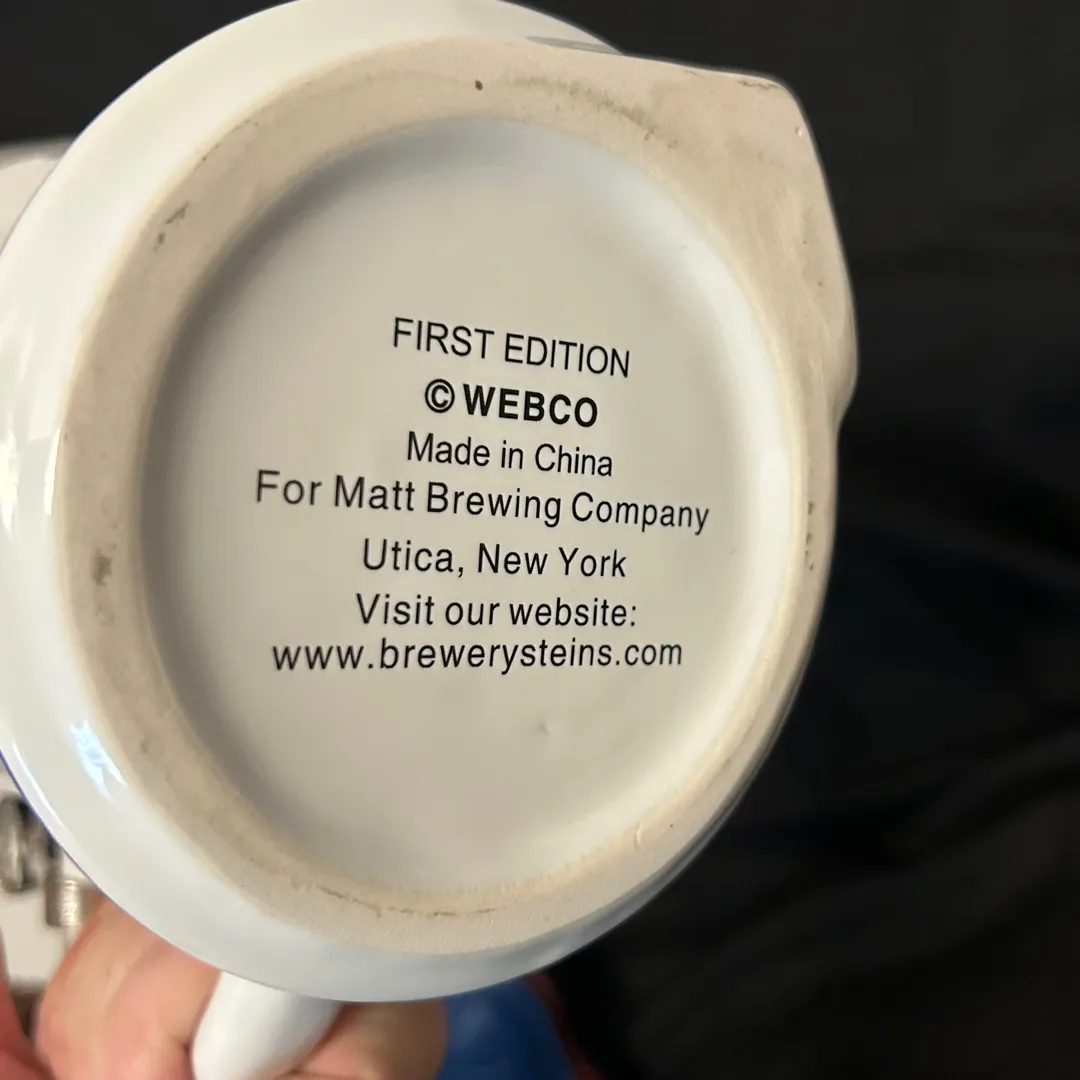 FIRST EDITION
© WEBCO
Made in China
For Matt Brewing Company
Utica, New York
Visit our website:
www.brewerysteins.com